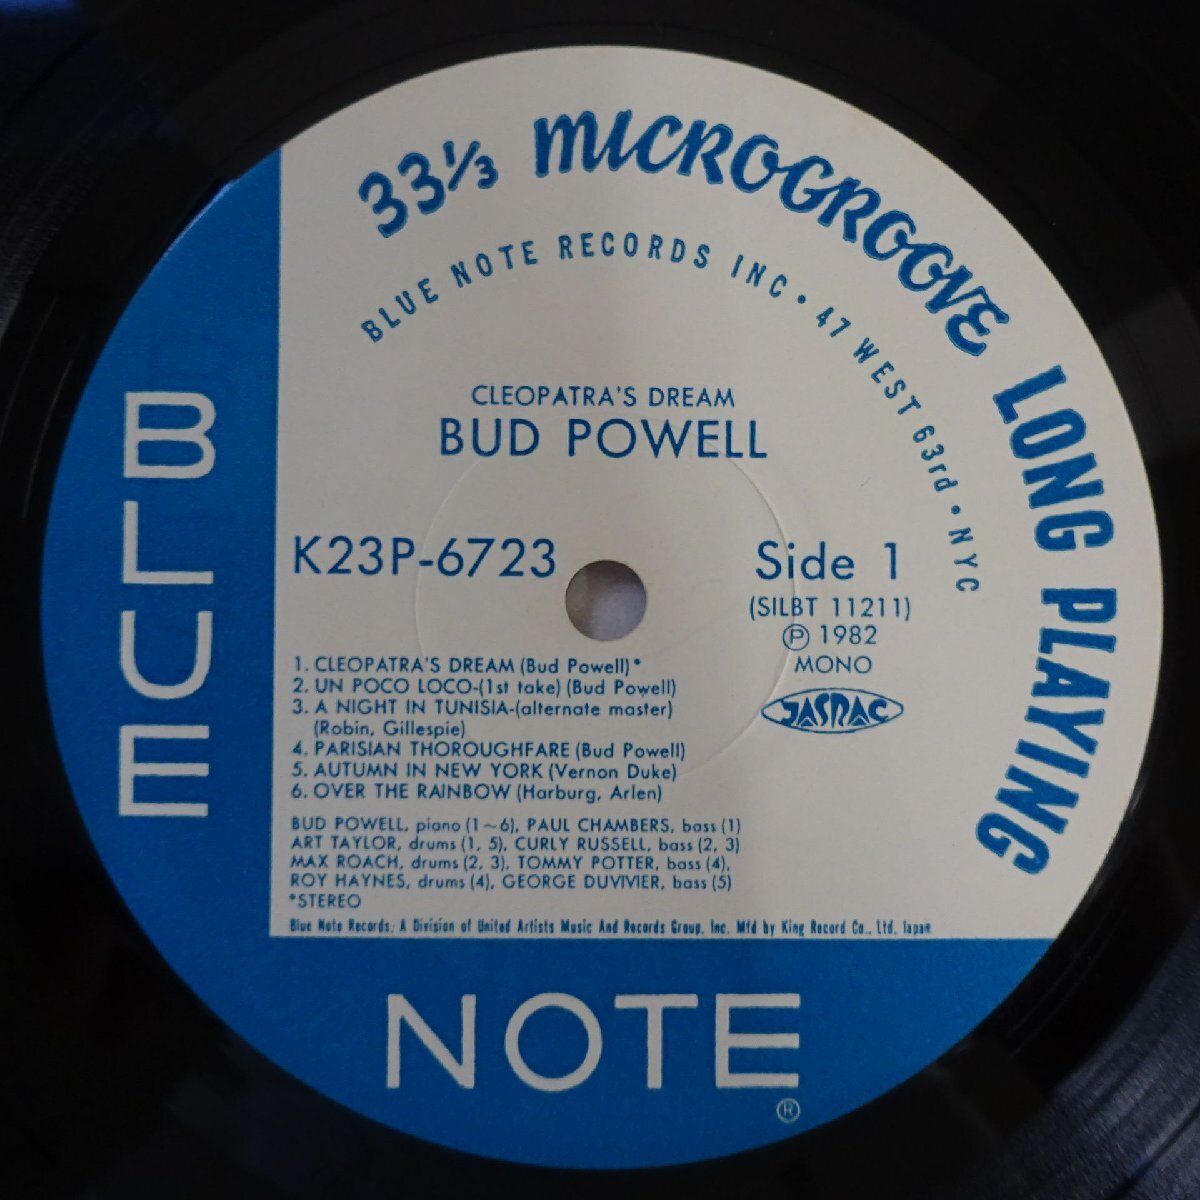 33⅓ MICROGROOVE LONG PLAYING
BLUE NOTE RECORDS INC • 47 WEST 63rd • NYC
CLEOPATRA'S DREAM
BUD POWELL
K23P-6723
Side 1
(SILBT 11211)
Ⓟ 1982
MONO
JASRAC
1. CLEOPATRA'S DREAM (Bud Powell)*
2. UN POCO LOCO-(1st take) (Bud Powell)
3. A NIGHT IN TUNISIA-(alternate master)
(Robin, Gillespie)
4. PARISIAN THOROUGHFARE (Bud Powell)
5. AUTUMN IN NEW YORK (Vernon Duke)
6. OVER THE RAINBOW (Harburg, Arlen)
BUD POWELL, piano (1〜6), PAUL CHAMBERS, bass (1)
ART TAYLOR, drums (1, 5), CURLY RUSSELL, bass (2, 3)
MAX ROACH, drums (2, 3), TOMMY POTTER, bass (4),
ROY HAYNES, drums (4), GEORGE DUVIVIER, bass (5)
*STEREO
Blue Note Records, A Division of United Artists Music And Records Group, Inc. Mfd by King Record Co., Ltd. Japan
BLUE
NOTE
®